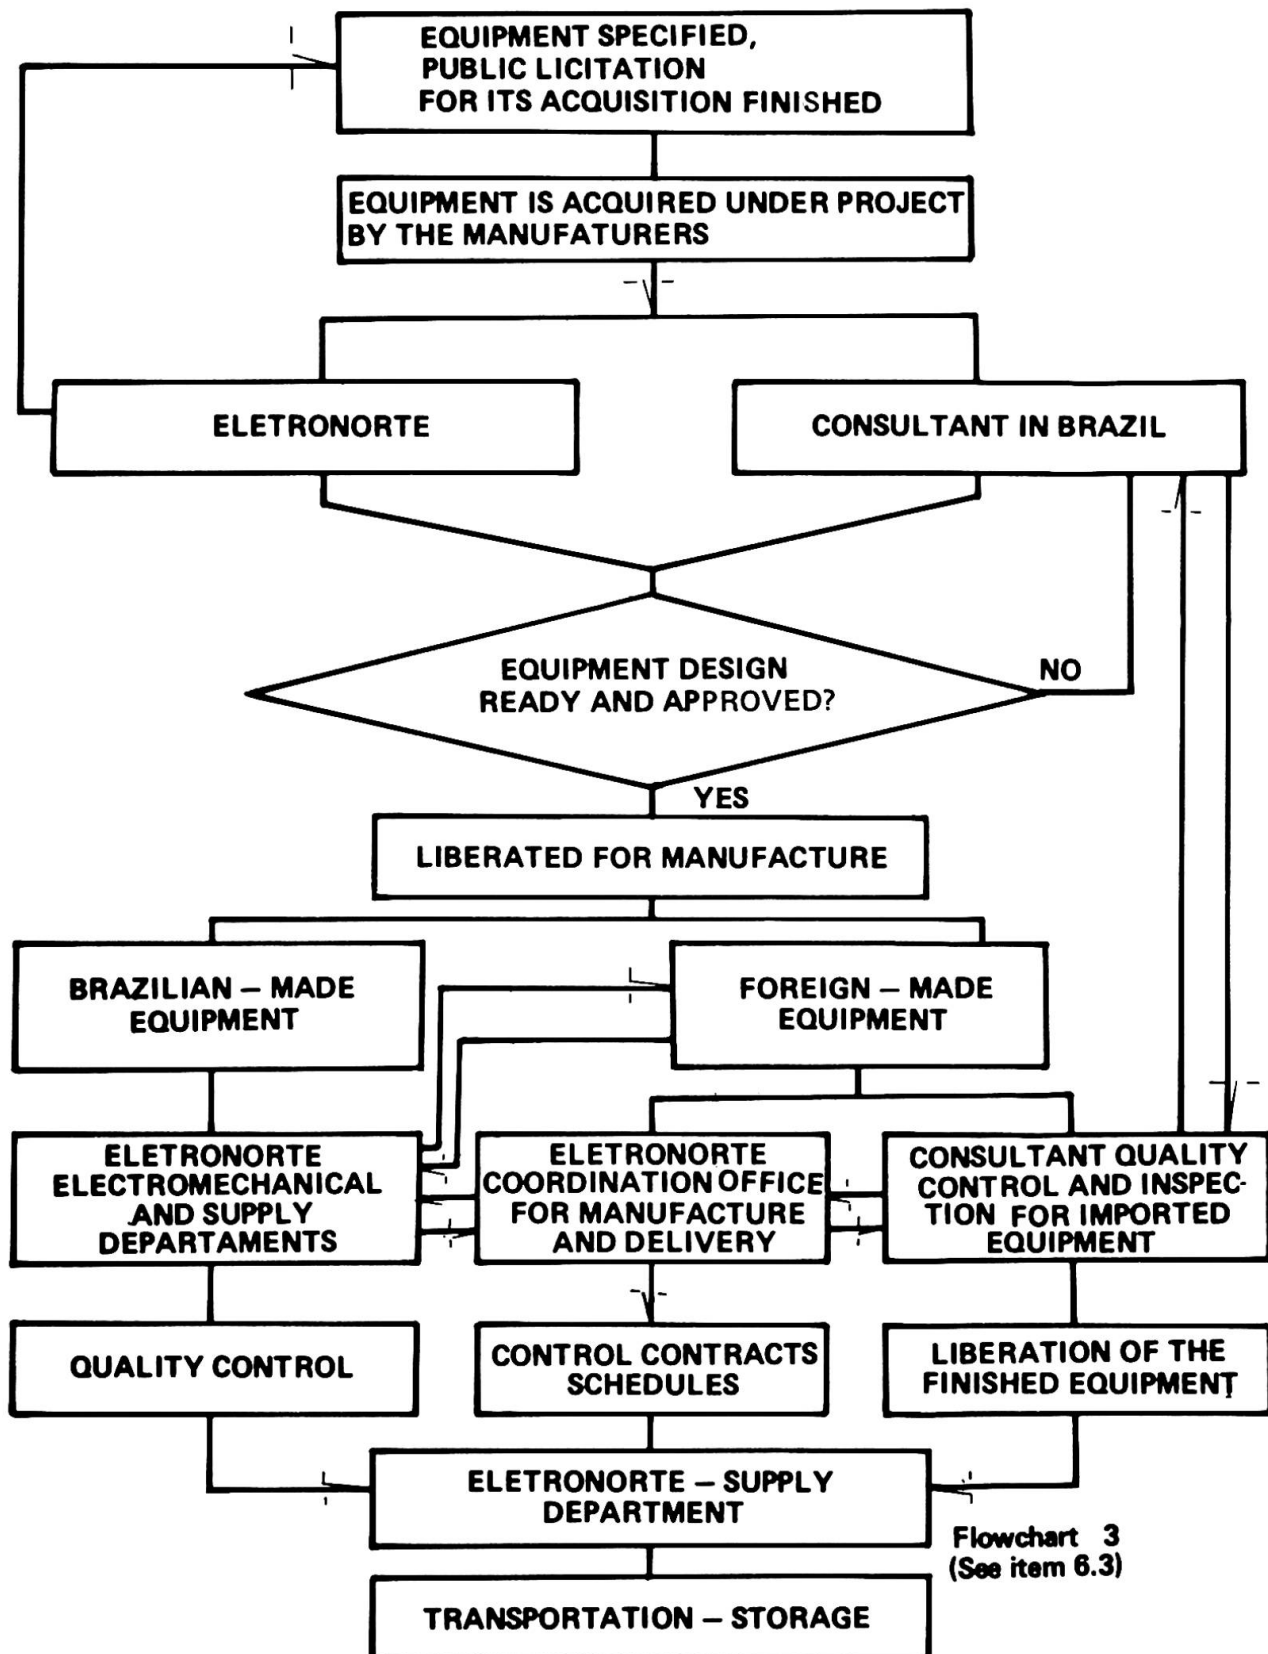 EQUIPMENT SPECIFIED,
PUBLIC LICITATION
FOR ITS ACQUISITION FINISHED
EQUIPMENT IS ACQUIRED UNDER PROJECT
BY THE MANUFATURERS
ELETRONORTE
CONSULTANT IN BRAZIL
EQUIPMENT DESIGN
READY AND APPROVED?
NO
YES
LIBERATED FOR MANUFACTURE
BRAZILIAN – MADE
EQUIPMENT
FOREIGN – MADE
EQUIPMENT
ELETRONORTE
ELECTROMECHANICAL
AND SUPPLY
DEPARTAMENTS
ELETRONORTE
COORDINATION OFFICE
FOR MANUFACTURE
AND DELIVERY
CONSULTANT QUALITY
CONTROL AND INSPEC-
TION FOR IMPORTED
EQUIPMENT
QUALITY CONTROL
CONTROL CONTRACTS
SCHEDULES
LIBERATION OF THE
FINISHED EQUIPMENT
ELETRONORTE – SUPPLY
DEPARTMENT
Flowchart 3
(See item 6.3)
TRANSPORTATION – STORAGE